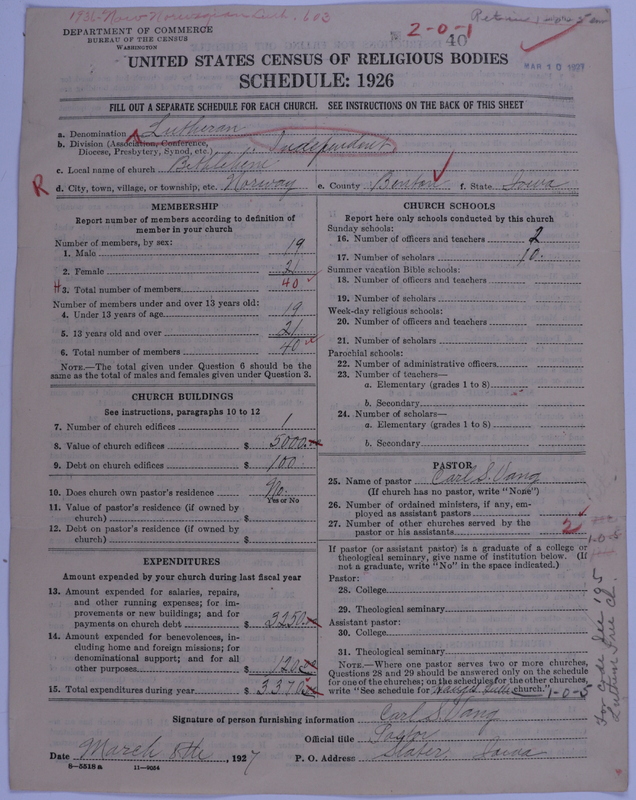 1936-Now Norwegian Luth. 603
DEPARTMENT OF COMMERCE
BUREAU OF THE CENSUS
WASHINGTON
2-0-1
40
MAR 10 1927
UNITED STATES CENSUS OF RELIGIOUS BODIES
SCHEDULE: 1926
FILL OUT A SEPARATE SCHEDULE FOR EACH CHURCH. SEE INSTRUCTIONS ON THE BACK OF THIS SHEET
a. Denomination Lutheran
b. Division (Association, Conference, Diocese, Presbytery, Synod, etc.) Independent
c. Local name of church Bethlehem
R d. City, town, village, or township, etc. Norway e. County Benton f. State Iowa
MEMBERSHIP
Report number of members according to definition of
member in your church
Number of members, by sex:
1. Male 19
2. Female 21
3. Total number of members 40
Number of members under and over 13 years old:
4. Under 13 years of age 19
5. 13 years old and over 21
6. Total number of members 40
NOTE.—The total given under Question 6 should be
same as the total of males and females given under Question 3.
CHURCH BUILDINGS
See instructions, paragraphs 10 to 12
7. Number of church edifices 1
8. Value of church edifices $ 5000
9. Debt on church edifices $ 100
10. Does church own pastor's residence No.
Yes or No
11. Value of pastor's residence (if owned by
church) $
12. Debt on pastor's residence (if owned by
church) $
EXPENDITURES
Amount expended by your church during last fiscal year
13. Amount expended for salaries, repairs,
and other running expenses; for im-
provements or new buildings; and for
payments on church debt $ 3250
14. Amount expended for benevolences, in-
cluding home and foreign missions; for
denominational support; and for all
other purposes $ 120
15. Total expenditures during year $ 3370
CHURCH SCHOOLS
Report here only schools conducted by this church
Sunday schools:
16. Number of officers and teachers 2
17. Number of scholars 10
Summer vacation Bible schools:
18. Number of officers and teachers
19. Number of scholars
Week-day religious schools:
20. Number of officers and teachers
21. Number of scholars
Parochial schools:
22. Number of administrative officers
23. Number of teachers—
a. Elementary (grades 1 to 8)
b. Secondary
24. Number of scholars—
a. Elementary (grades 1 to 8)
b. Secondary
PASTOR
25. Name of pastor Carl S. Vang
(If church has no pastor, write "None")
26. Number of ordained ministers, if any, em-
ployed as assistant pastors
27. Number of other churches served by the
pastor or his assistants 2
If pastor (or assistant pastor) is a graduate of a college or
theological seminary, give name of institution below. (If
not a graduate, write "No" in the space indicated.)
Pastor:
28. College
29. Theological seminary
Assistant pastor:
30. College
31. Theological seminary
NOTE.—Where one pastor serves two or more churches,
Questions 28 and 29 should be answered only on the schedule
for one of the churches; on the schedules for the other churches,
write "See schedule for Luth. church." 1-0-5
Signature of person furnishing information Carl S. Vang
Official title Pastor
Date March 8th, 1927 P. O. Address Slater Iowa
8-5518a 11-9034